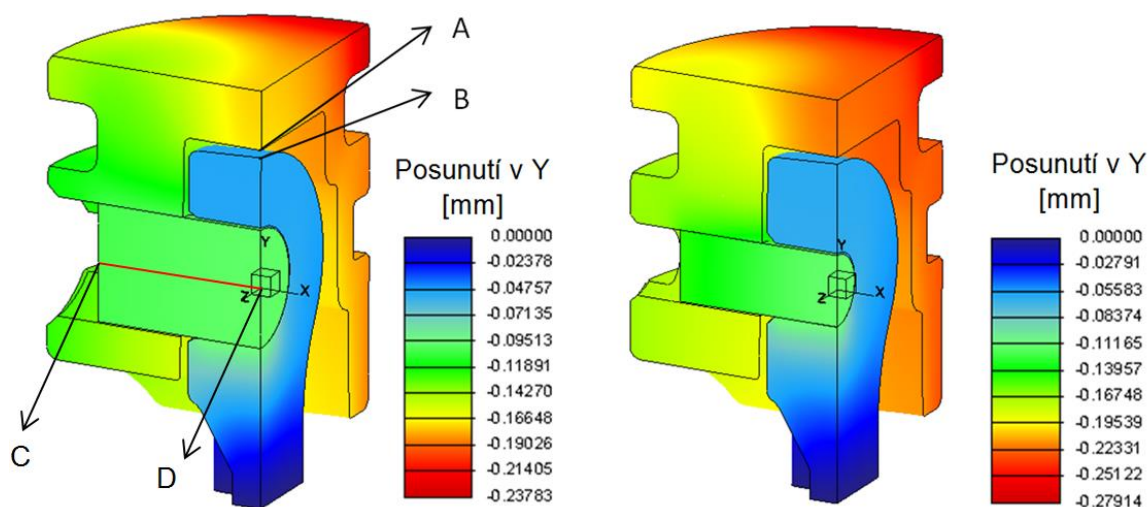 A
B
Posunutí v Y
[mm]
0.00000
-0.02378
-0.04757
-0.07135
-0.09513
-0.11891
-0.14270
-0.16648
-0.19026
-0.21405
-0.23783
Y
Z
X
C
D
Posunutí v Y
[mm]
0.00000
-0.02791
-0.05583
-0.08374
-0.11165
-0.13957
-0.16748
-0.19539
-0.22331
-0.25122
-0.27914
Y
Z
X